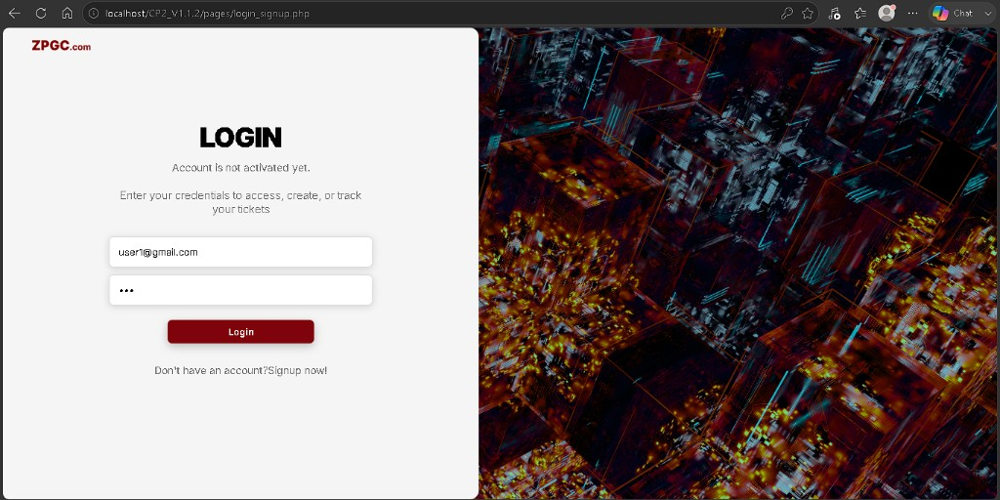 localhost/CP2_V1.1.2/pages/login_signup.php
Chat
ZPGC.com
LOGIN
Account is not activated yet.
Enter your credentials to access, create, or track
your tickets
user1@gmail.com
•••
Login
Don't have an account?Signup now!